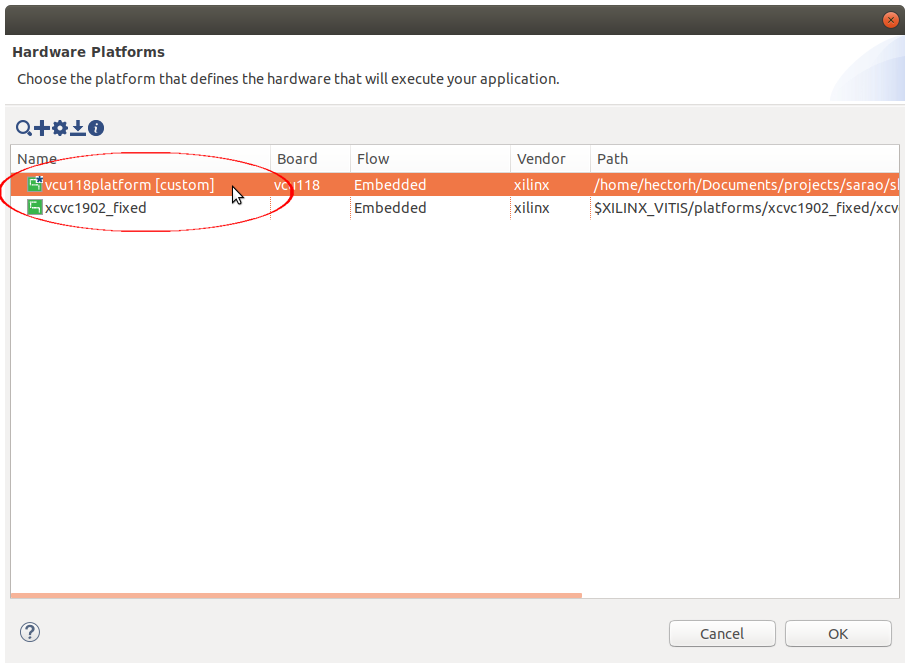 Hardware Platforms
Choose the platform that defines the hardware that will execute your application.
Name Board Flow Vendor Path
vcu118platform [custom] vcu118 Embedded xilinx /home/hectorh/Documents/projects/sarao/sl
xcvc1902_fixed Embedded xilinx $XILINX_VITIS/platforms/xcvc1902_fixed/xcv
Cancel OK